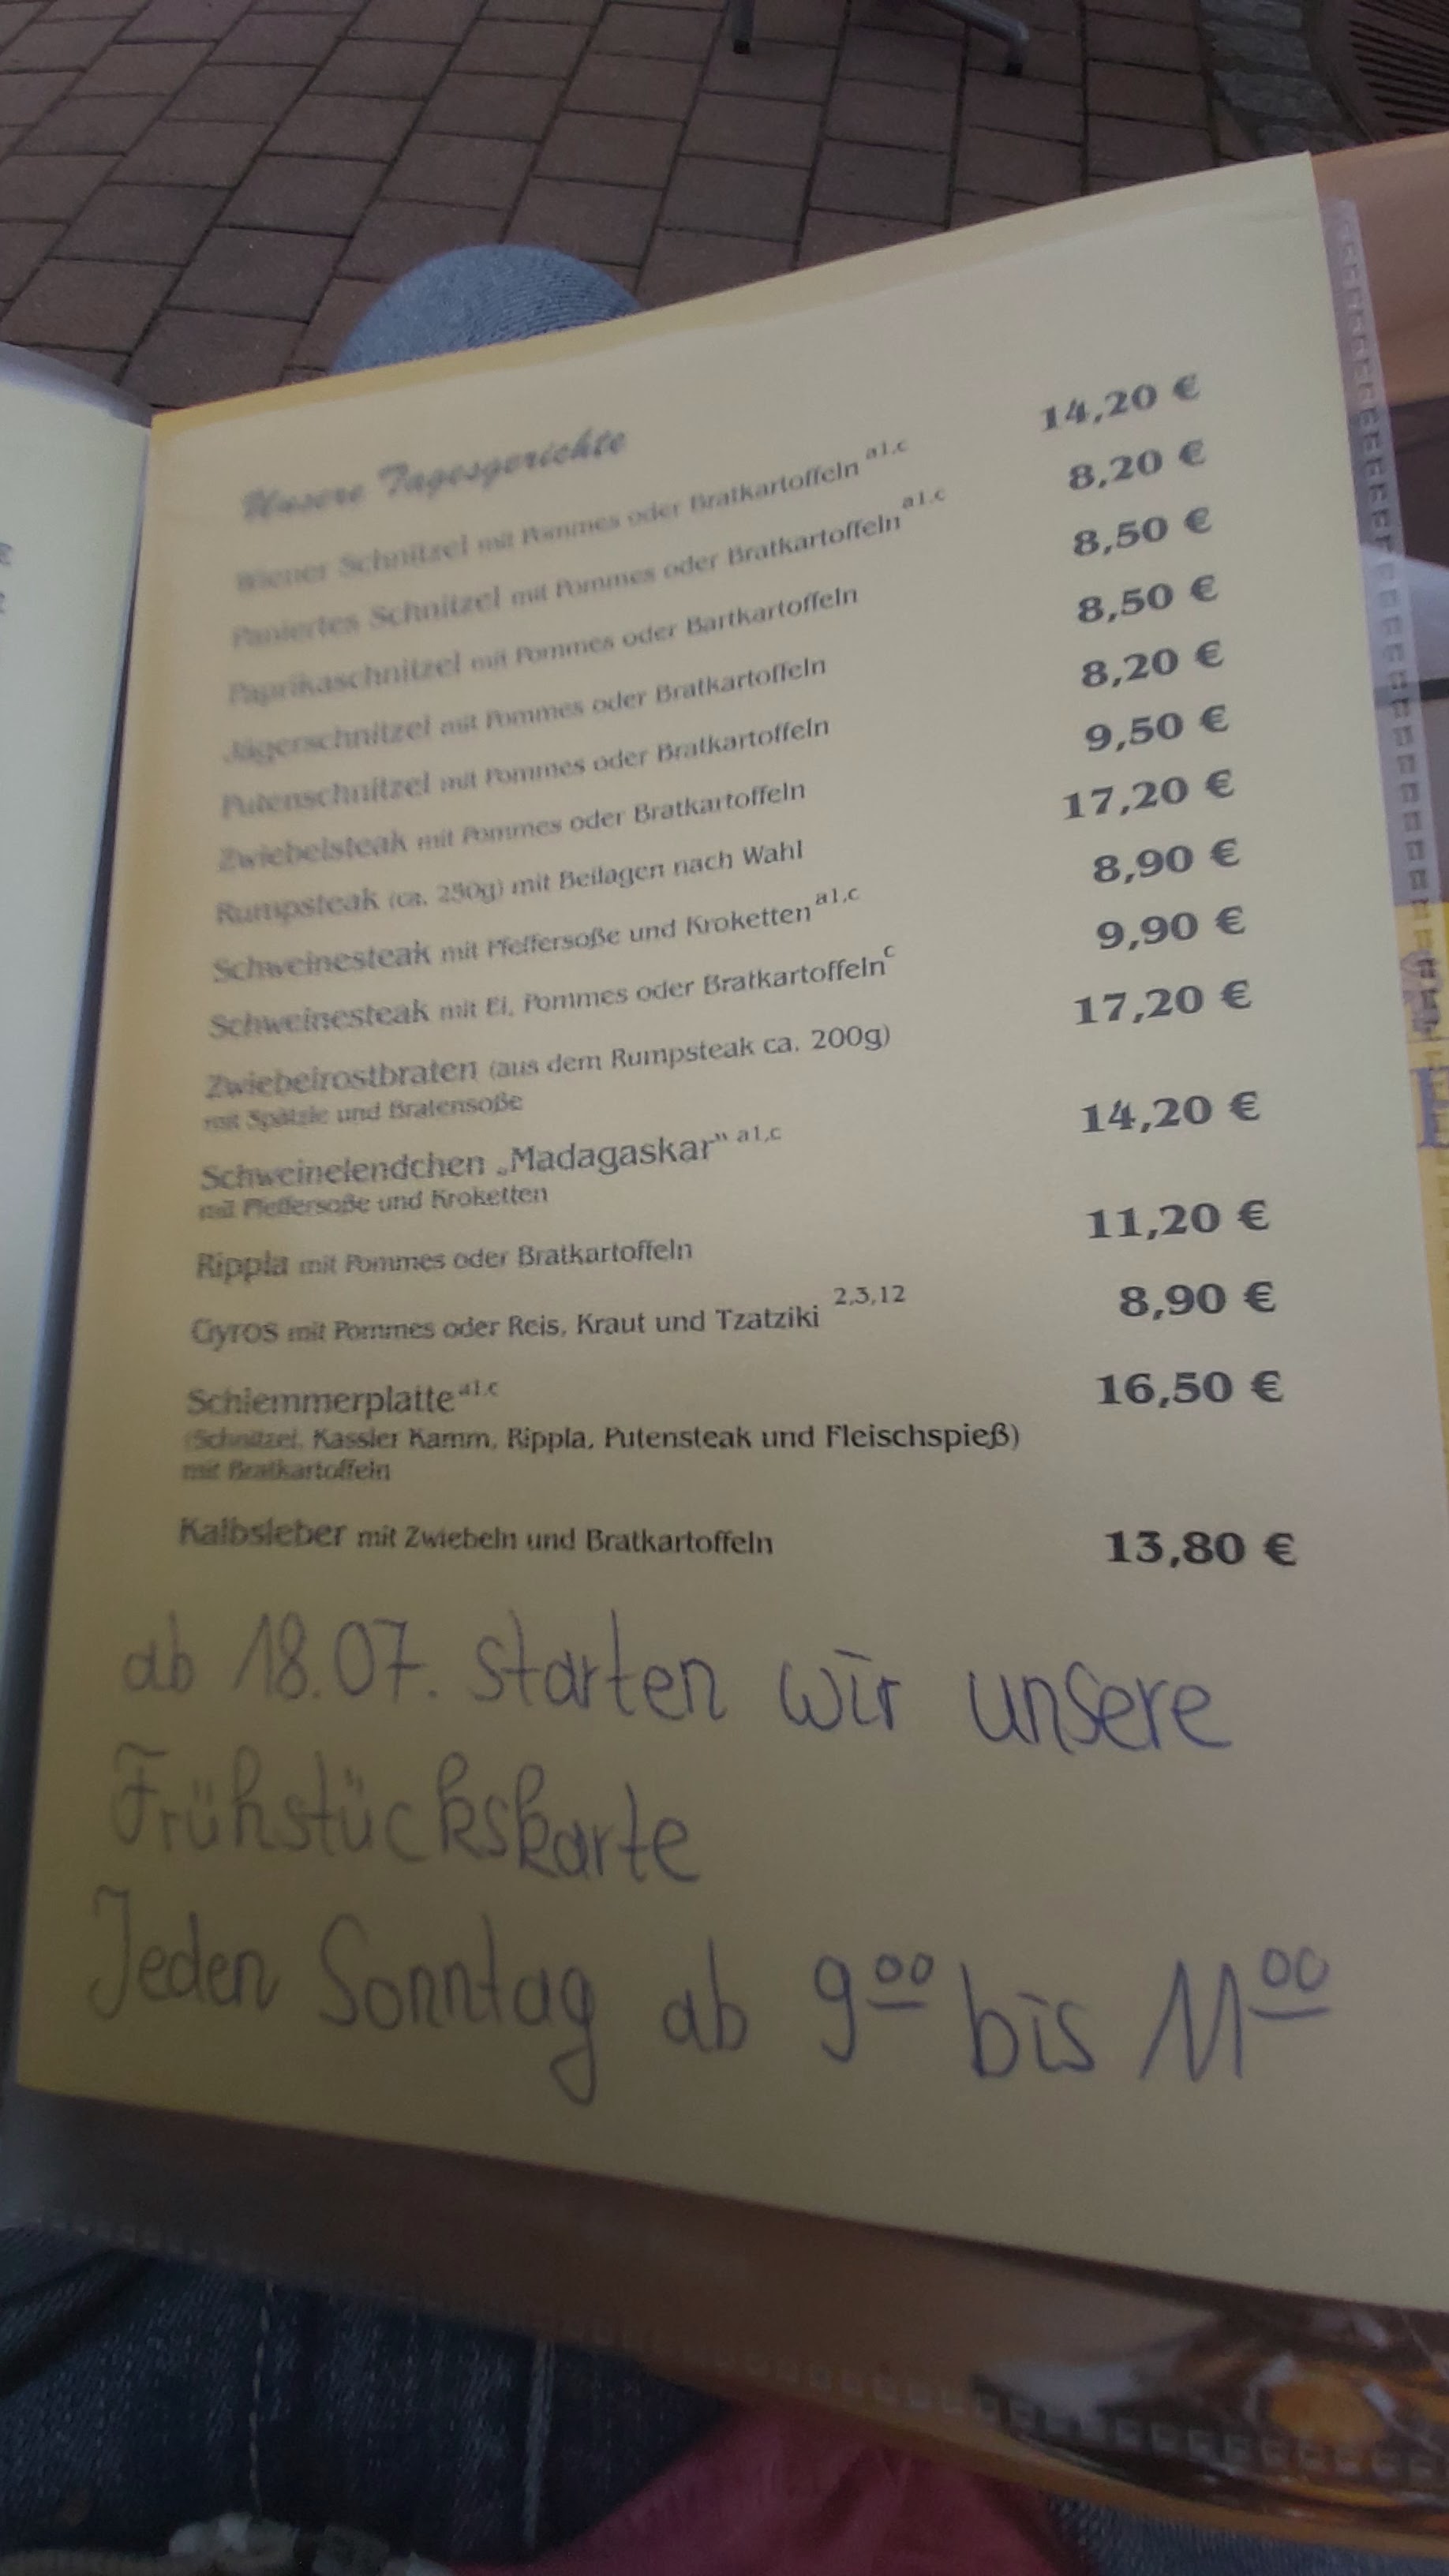 Unsere Tagesgerichte
Wiener Schnitzel mit Pommes oder Bratkartoffeln a1,c 14,20 €
Paniertes Schnitzel mit Pommes oder Bratkartoffeln a1,c 8,20 €
Paprikaschnitzel mit Pommes oder Bartkartoffeln 8,50 €
Jägerschnitzel mit Pommes oder Bratkartoffeln 8,50 €
Putenschnitzel mit Pommes oder Bratkartoffeln 8,20 €
Zwiebelsteak mit Pommes oder Bratkartoffeln 9,50 €
Rumpsteak (ca. 250g) mit Beilagen nach Wahl 17,20 €
Schweinesteak mit Pfeffersoße und Kroketten a1,c 8,90 €
Schweinesteak mit Ei, Pommes oder Bratkartoffeln c 9,90 €
Zwiebelrostbraten (aus dem Rumpsteak ca. 200g) 17,20 €
mit Spätzle und Bratensoße
Schweinelendchen „Madagaskar“ a1,c 14,20 €
mit Pfeffersoße und Kroketten
Rippla mit Pommes oder Bratkartoffeln 11,20 €
Gyros mit Pommes oder Reis, Kraut und Tzatziki 2,3,12 8,90 €
Schlemmerplatte a1,c 16,50 €
(Schnitzel, Kassler Kamm, Rippla, Putensteak und Fleischspieß)
mit Bratkartoffeln
Kalbsleber mit Zwiebeln und Bratkartoffeln 13,80 €
ab 18.07. starten wir unsere
Frühstückskarte
Jeden Sonntag ab 9 00 bis 11 00